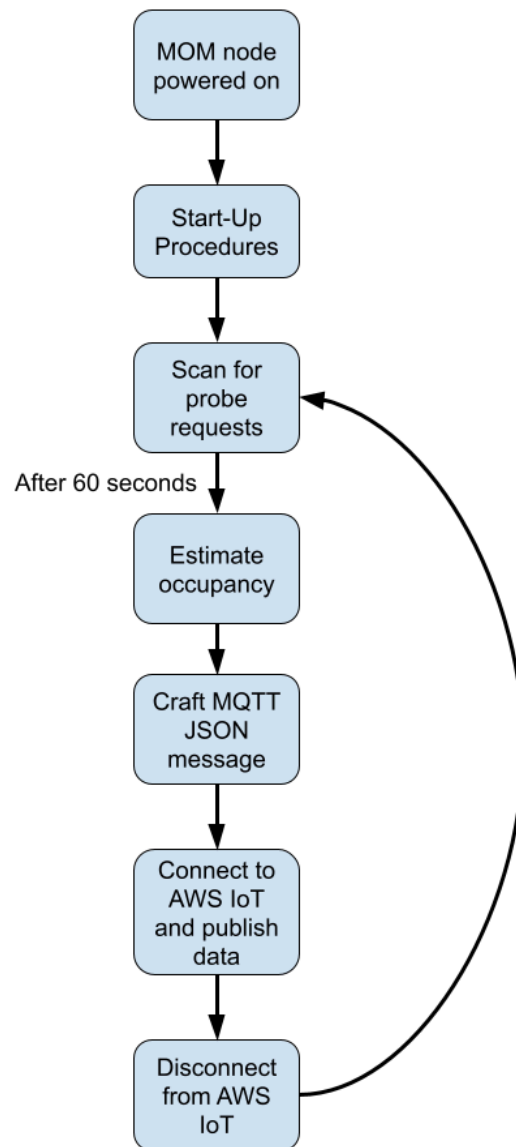 MOM node
powered on
Start-Up
Procedures
Scan for
probe
requests
After 60 seconds
Estimate
occupancy
Craft MQTT
JSON
message
Connect to
AWS IoT
and publish
data
Disconnect
from AWS
IoT